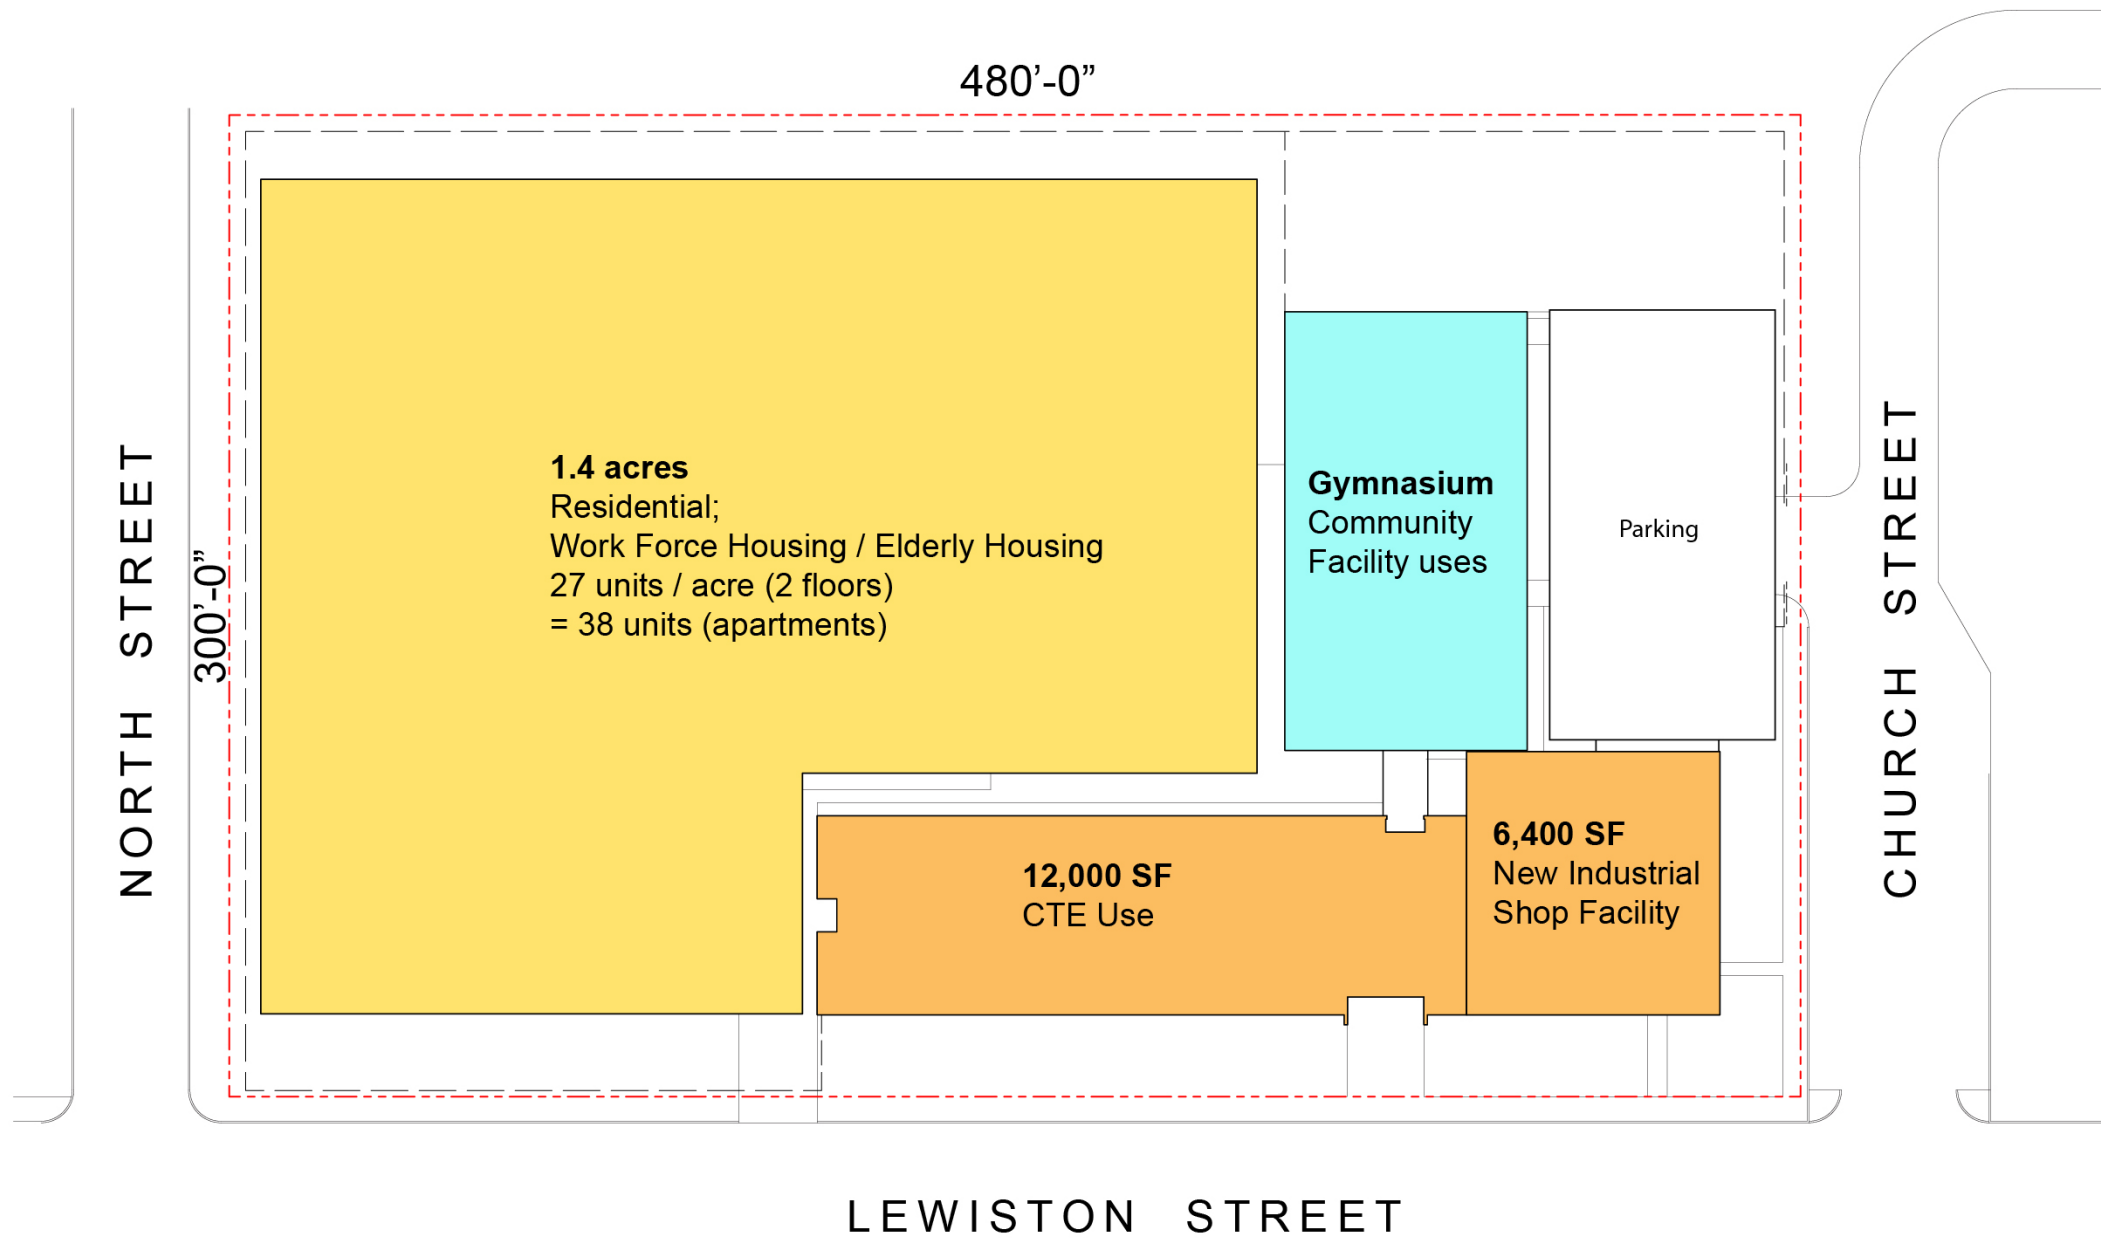 480’-0”
NORTH STREET
300’-0”
1.4 acres
Residential;
Work Force Housing / Elderly Housing
27 units / acre (2 floors)
= 38 units (apartments)
Gymnasium
Community
Facility uses
Parking
CHURCH STREET
12,000 SF
CTE Use
6,400 SF
New Industrial
Shop Facility
LEWISTON STREET